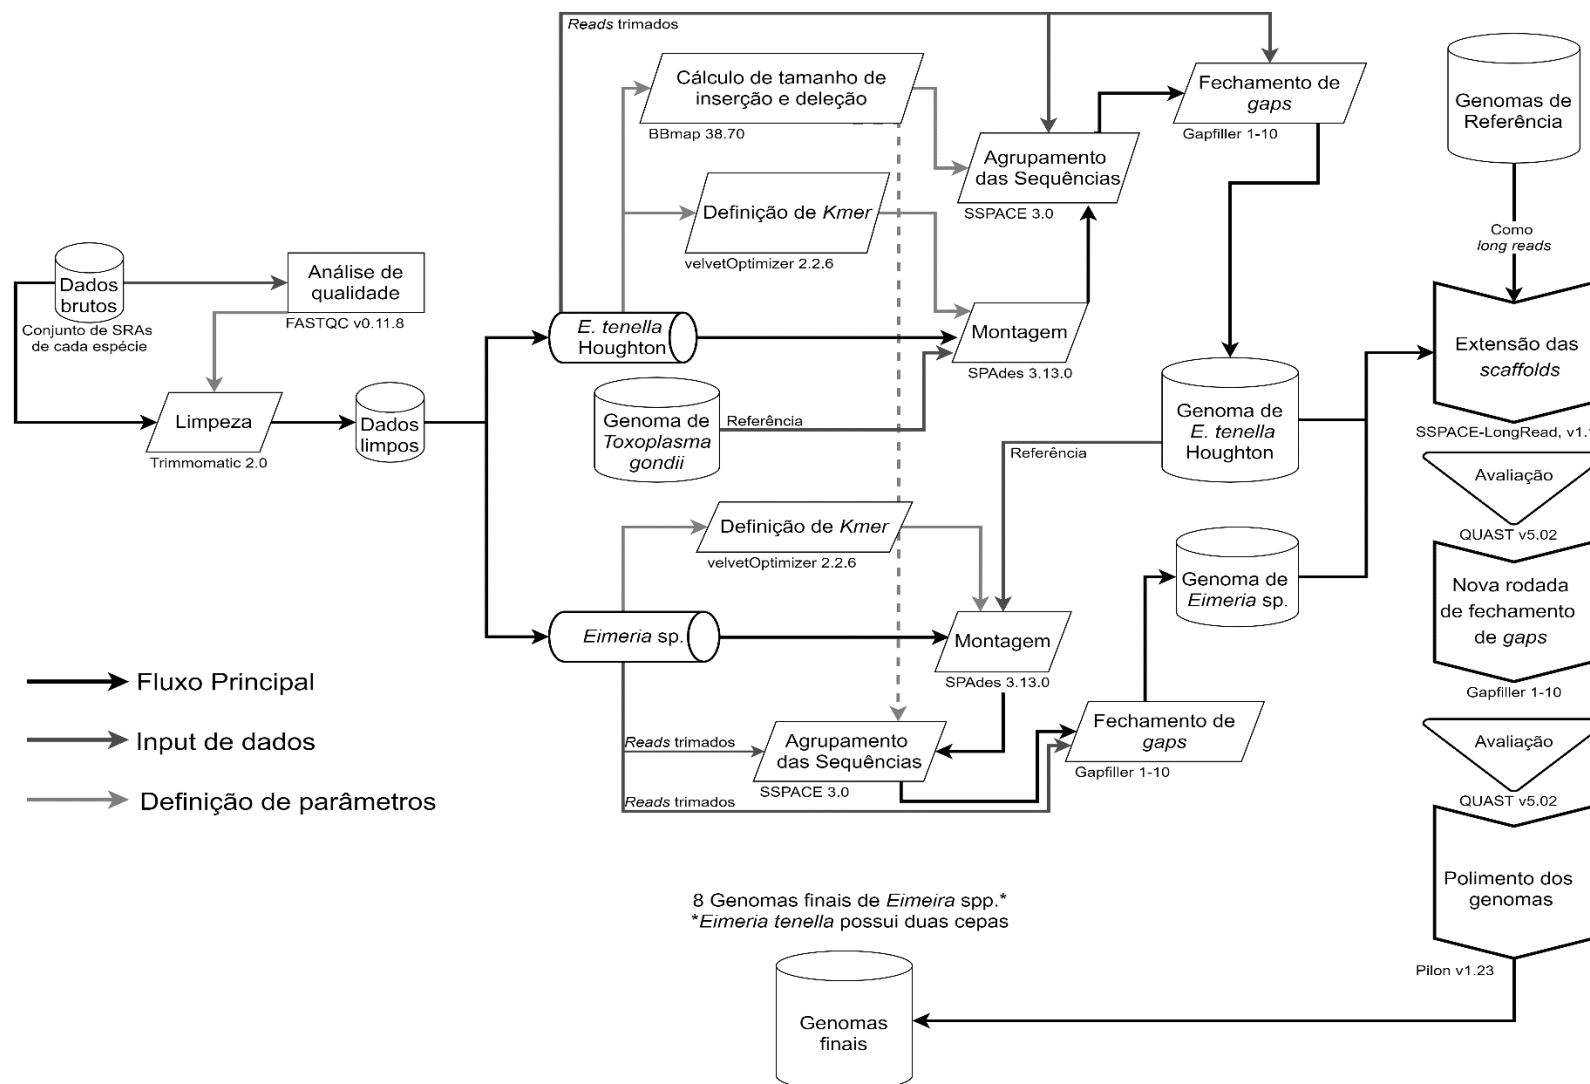 Reads trimados
Cálculo de tamanho de
inserção e deleção
BBmap 38.70
Fechamento de
gaps
Gapfiller 1-10
Genomas de
Referência
Agrupamento
das Sequências
SSPACE 3.0
Definição de Kmer
velvetOptimizer 2.2.6
Como
long reads
Dados
brutos
Conjunto de SRAs
de cada espécie
Análise de
qualidade
FASTQC v0.11.8
E. tenella
Houghton
Montagem
SPAdes 3.13.0
Extensão das
scaffolds
SSPACE-LongRead, v1.
Limpeza
Trimmomatic 2.0
Dados
limpos
Genoma de
Toxoplasma
gondii
Referência
Genoma de
E. tenella
Houghton
Referência
Avaliação
QUAST v5.02
Definição de Kmer
velvetOptimizer 2.2.6
Genoma de
Eimeria sp.
Nova rodada
de fechamento
de gaps
Gapfiller 1-10
Eimeria sp.
Montagem
SPAdes 3.13.0
Fluxo Principal
Input de dados
Definição de parâmetros
Reads trimados
Agrupamento
das Sequências
SSPACE 3.0
Reads trimados
Fechamento de
gaps
Gapfiller 1-10
Avaliação
QUAST v5.02
Polimento dos
genomas
Pilon v1.23
8 Genomas finais de Eimeira spp.*
*Eimeria tenella possui duas cepas
Genomas
finais